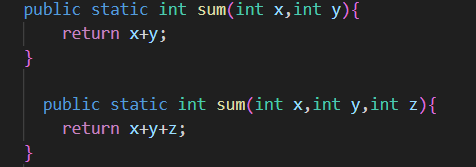 public static int sum(int x,int y){
return x+y;
}
public static int sum(int x,int y,int z){
return x+y+z;
}